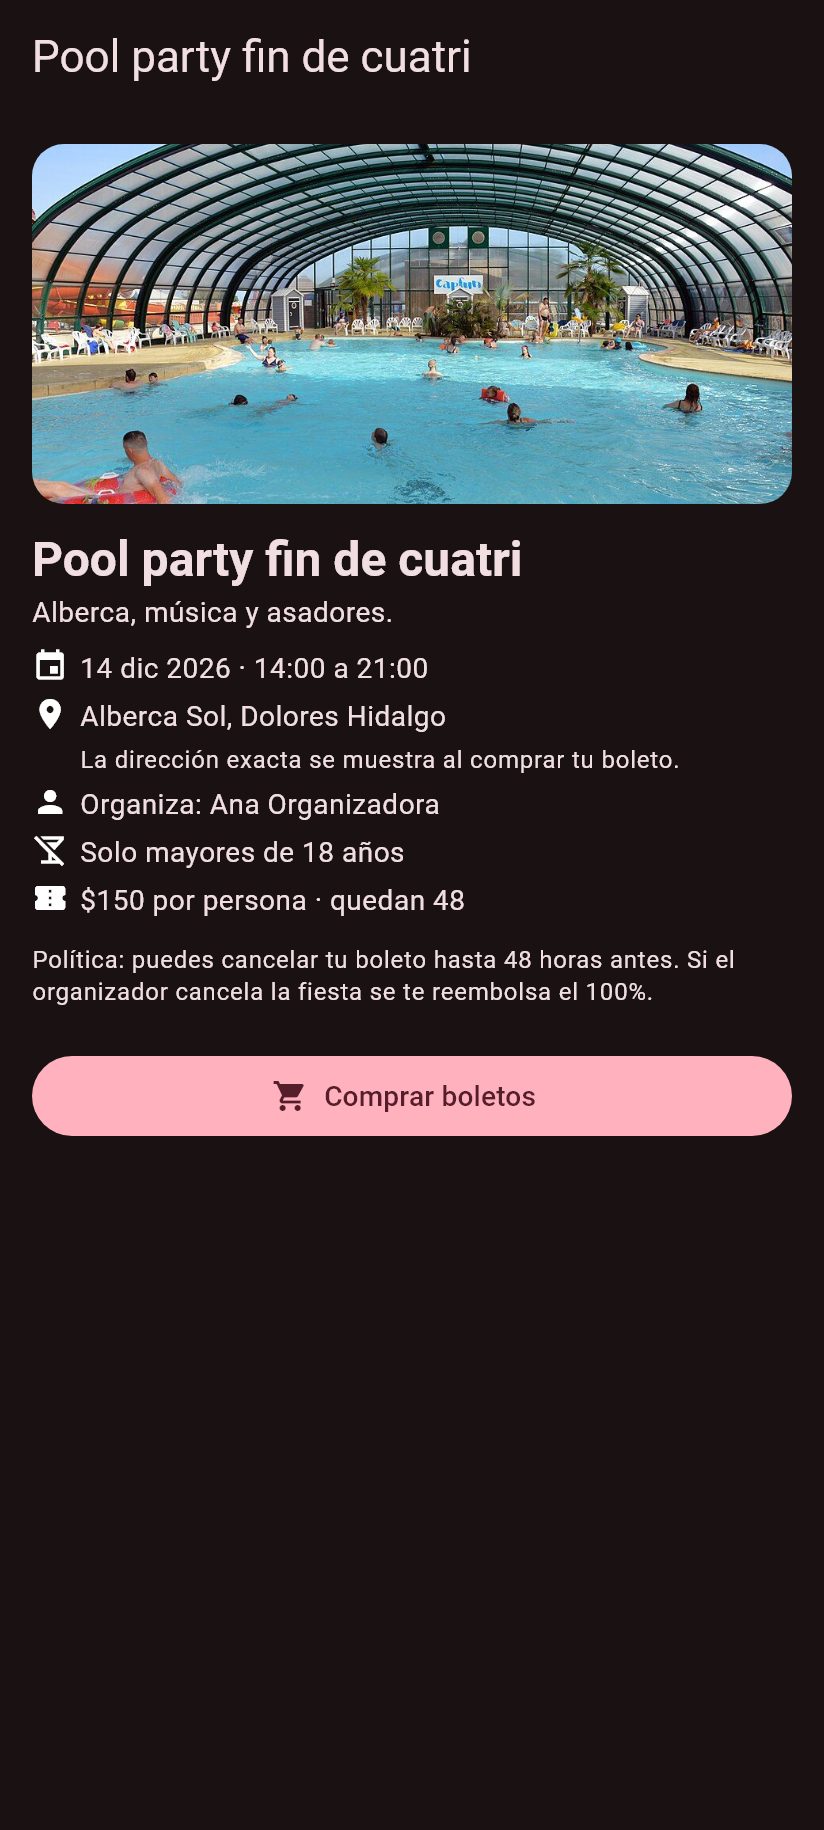 Pool party fin de cuatri
Capfun
Pool party fin de cuatri
Alberca, música y asadores.
14 dic 2026 · 14:00 a 21:00
Alberca Sol, Dolores Hidalgo
La dirección exacta se muestra al comprar tu boleto.
Organiza: Ana Organizadora
Solo mayores de 18 años
$150 por persona · quedan 48
Política: puedes cancelar tu boleto hasta 48 horas antes. Si el
organizador cancela la fiesta se te reembolsa el 100%.
Comprar boletos